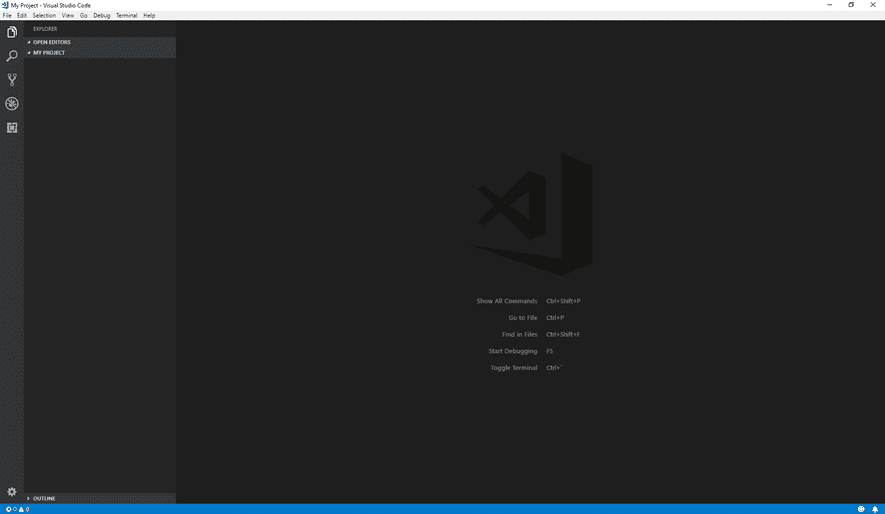 My Project - Visual Studio Code
File Edit Selection View Go Debug Terminal Help
EXPLORER
OPEN EDITORS
MY PROJECT
Show All Commands Ctrl+Shift+P
Go to File Ctrl+P
Find in Files Ctrl+Shift+F
Start Debugging F5
Toggle Terminal Ctrl+`
OUTLINE
0 0